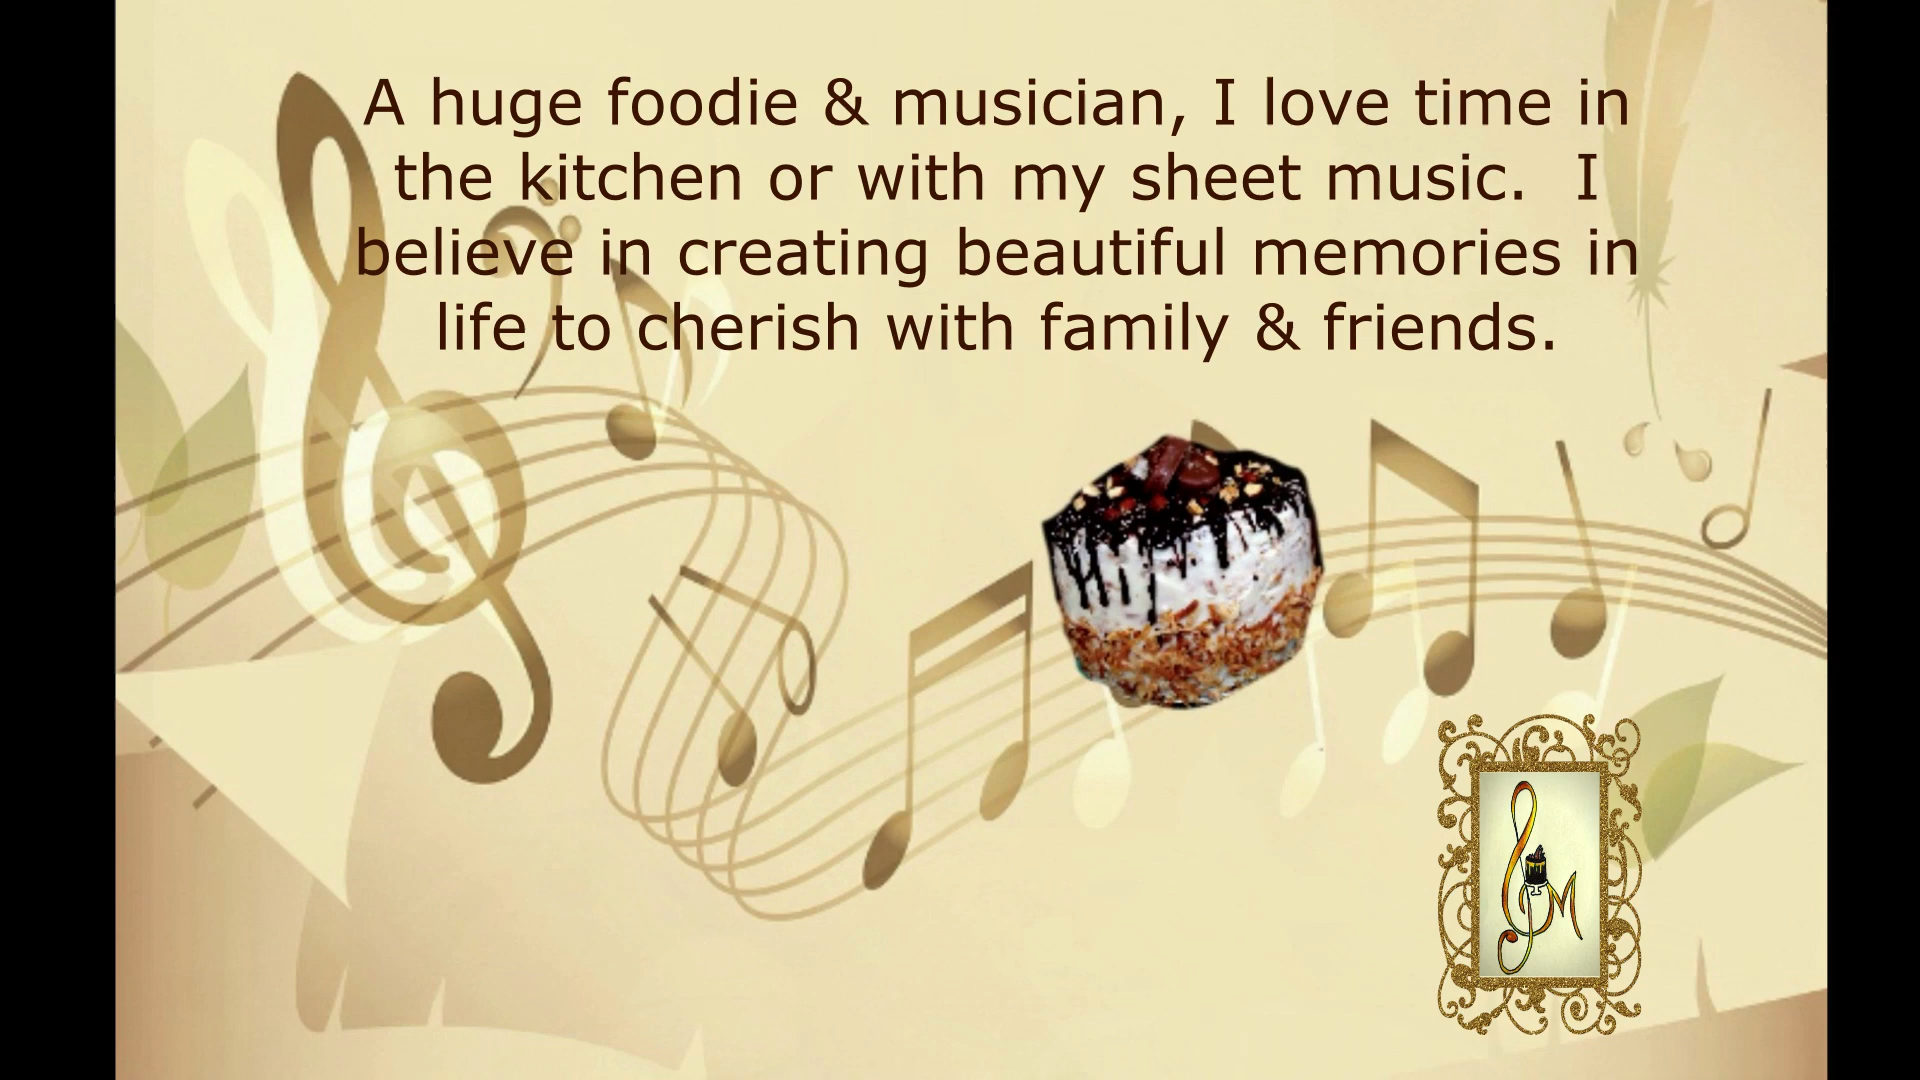 A huge foodie & musician, I love time in
the kitchen or with my sheet music.  I
believe in creating beautiful memories in
life to cherish with family & friends.
M